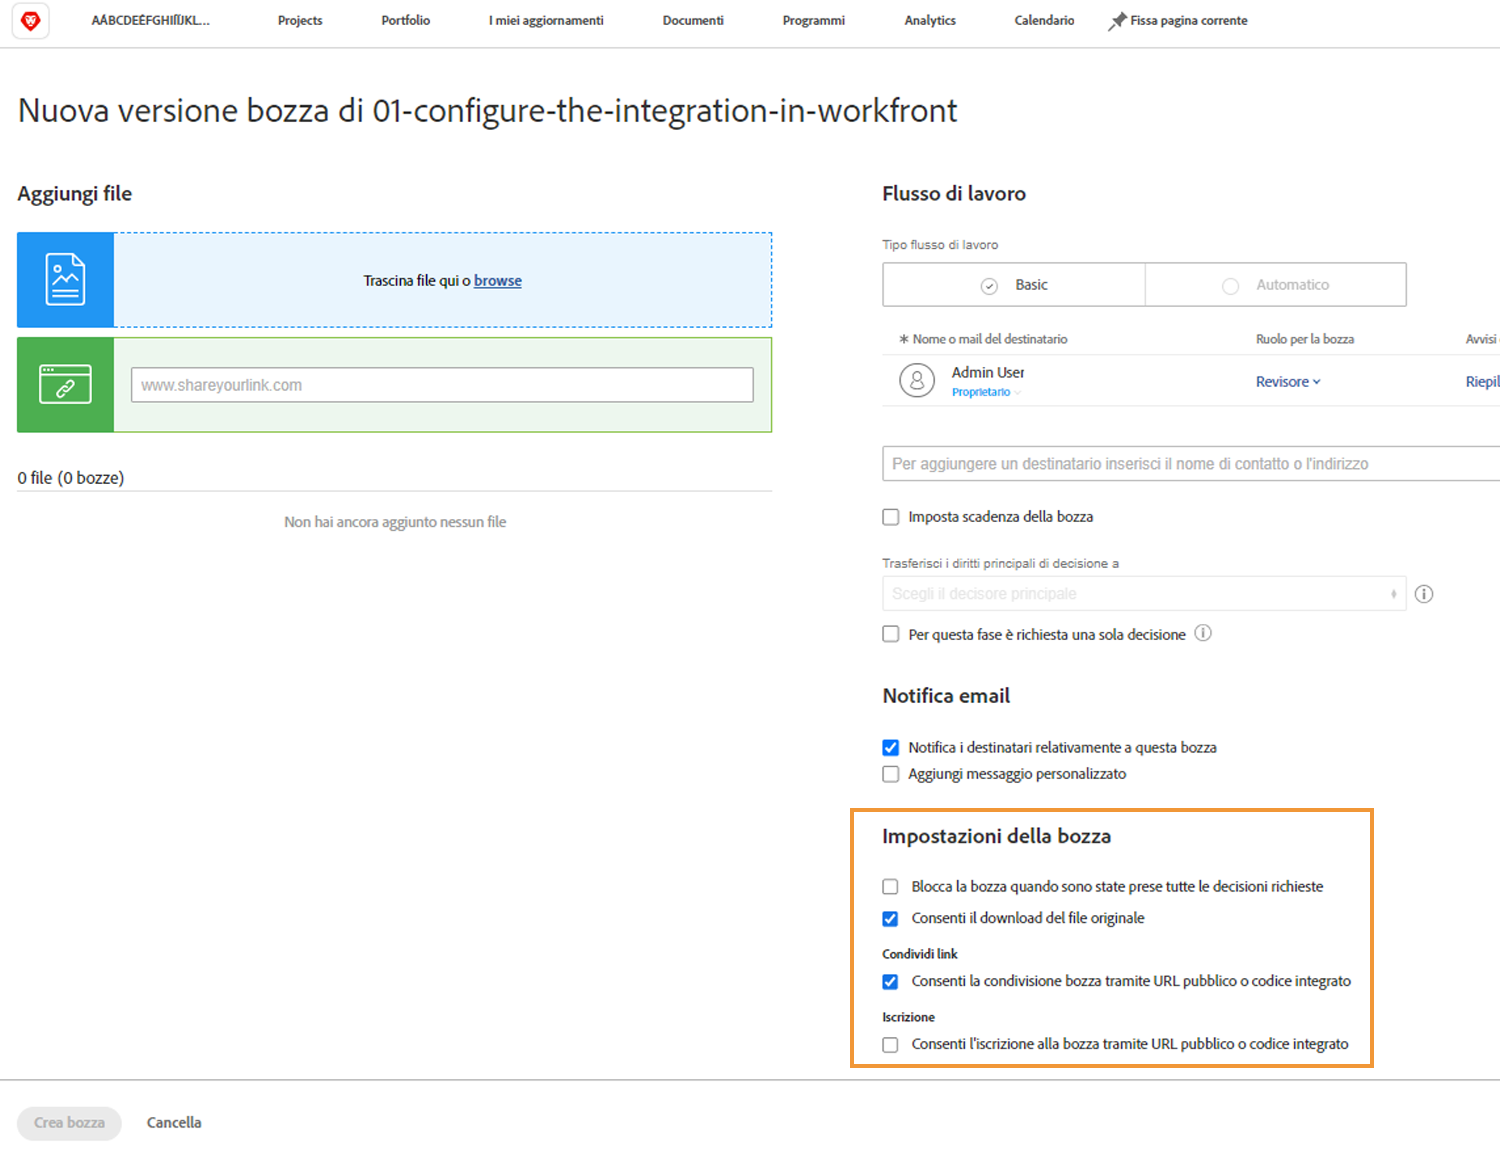 AÁBCDEÉFGHIÍÌJKL... Projects Portfolio I miei aggiornamenti Documenti Programmi Analytics Calendario Fissa pagina corrente
Nuova versione bozza di 01-configure-the-integration-in-workfront
Aggiungi file
Trascina file qui o browse
www.shareyourlink.com
0 file (0 bozze)
Non hai ancora aggiunto nessun file
Flusso di lavoro
Tipo flusso di lavoro
Basic Automatico
* Nome o mail del destinatario Ruolo per la bozza Avvisi
Admin User
Proprietario
Revisore
Riepil
Per aggiungere un destinatario inserisci il nome di contatto o l'indirizzo
Imposta scadenza della bozza
Trasferisci i diritti principali di decisione a
Scegli il decisore principale
Per questa fase è richiesta una sola decisione
Notifica email
Notifica i destinatari relativamente a questa bozza
Aggiungi messaggio personalizzato
Impostazioni della bozza
Blocca la bozza quando sono state prese tutte le decisioni richieste
Consenti il download del file originale
Condividi link
Consenti la condivisione bozza tramite URL pubblico o codice integrato
Iscrizione
Consenti l'iscrizione alla bozza tramite URL pubblico o codice integrato
Crea bozza Cancella